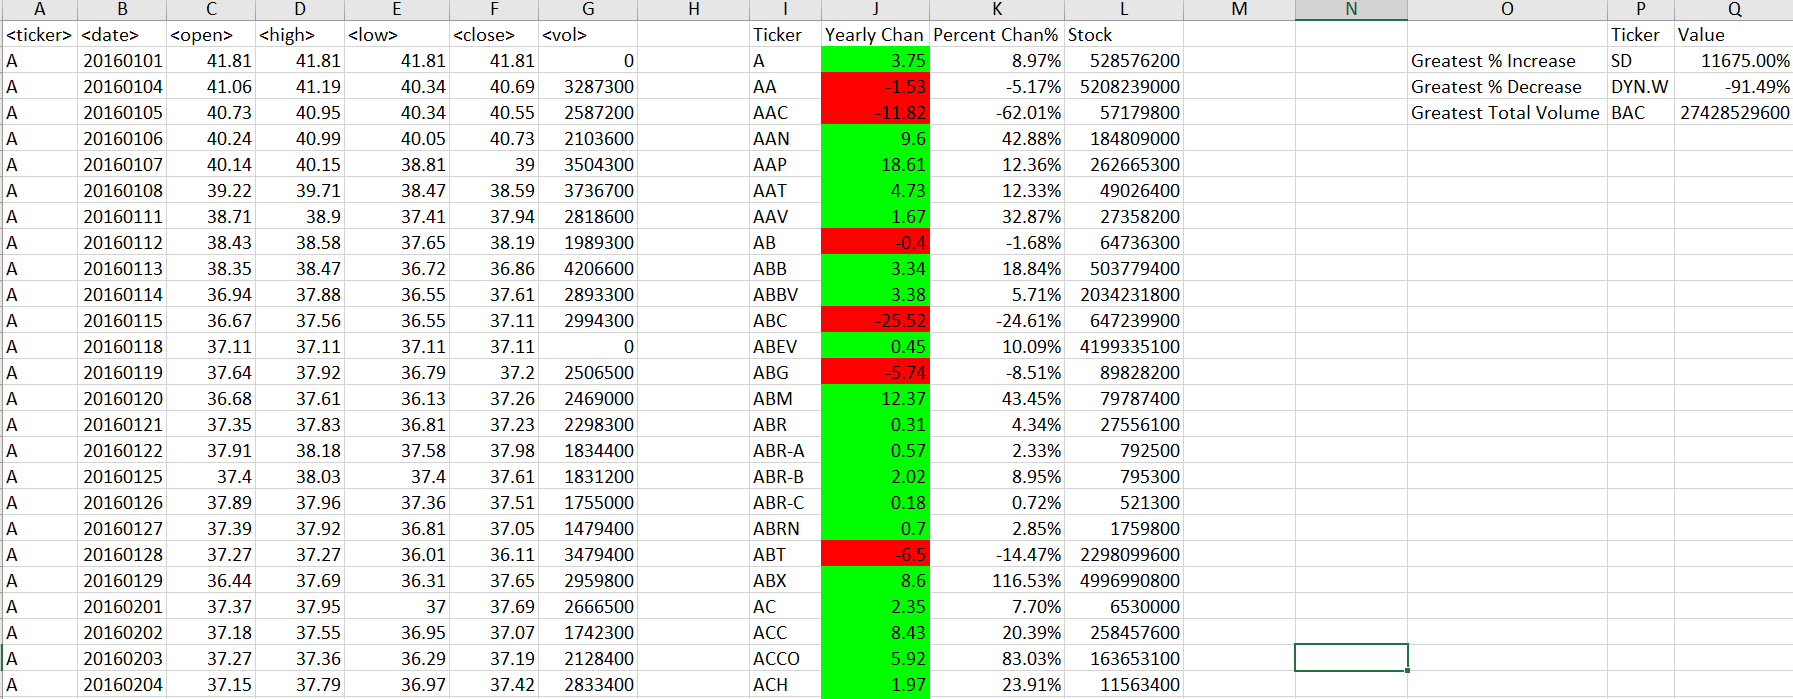 A B C D E F G H I J K L M N O P Q
<ticker> <date> <open> <high> <low> <close> <vol> Ticker Yearly Chan Percent Chan% Stock Ticker Value
A 20160101 41.81 41.81 41.81 41.81 0 A 3.75 8.97% 528576200 Greatest % Increase SD 11675.00%
A 20160104 41.06 41.19 40.34 40.69 3287300 AA -1.53 -5.17% 5208239000 Greatest % Decrease DYN.W -91.49%
A 20160105 40.73 40.95 40.34 40.55 2587200 AAC -11.82 -62.01% 57179800 Greatest Total Volume BAC 27428529600
A 20160106 40.24 40.99 40.05 40.73 2103600 AAN 9.6 42.88% 184809000
A 20160107 40.14 40.15 38.81 39 3504300 AAP 18.61 12.36% 262665300
A 20160108 39.22 39.71 38.47 38.59 3736700 AAT 4.73 12.33% 49026400
A 20160111 38.71 38.9 37.41 37.94 2818600 AAV 1.67 32.87% 27358200
A 20160112 38.43 38.58 37.65 38.19 1989300 AB -0.4 -1.68% 64736300
A 20160113 38.35 38.47 36.72 36.86 4206600 ABB 3.34 18.84% 503779400
A 20160114 36.94 37.88 36.55 37.61 2893300 ABBV 3.38 5.71% 2034231800
A 20160115 36.67 37.56 36.55 37.11 2994300 ABC -25.52 -24.61% 647239900
A 20160118 37.11 37.11 37.11 37.11 0 ABEV 0.45 10.09% 4199335100
A 20160119 37.64 37.92 36.79 37.2 2506500 ABG -5.74 -8.51% 89828200
A 20160120 36.68 37.61 36.13 37.26 2469000 ABM 12.37 43.45% 79787400
A 20160121 37.35 37.83 36.81 37.23 2298300 ABR 0.31 4.34% 27556100
A 20160122 37.91 38.18 37.58 37.98 1834400 ABR-A 0.57 2.33% 792500
A 20160125 37.4 38.03 37.4 37.61 1831200 ABR-B 2.02 8.95% 795300
A 20160126 37.89 37.96 37.36 37.51 1755000 ABR-C 0.18 0.72% 521300
A 20160127 37.39 37.92 36.81 37.05 1479400 ABRN 0.7 2.85% 1759800
A 20160128 37.27 37.27 36.01 36.11 3479400 ABT -6.5 -14.47% 2298099600
A 20160129 36.44 37.69 36.31 37.65 2959800 ABX 8.6 116.53% 4996990800
A 20160201 37.37 37.95 37 37.69 2666500 AC 2.35 7.70% 6530000
A 20160202 37.18 37.55 36.95 37.07 1742300 ACC 8.43 20.39% 258457600
A 20160203 37.27 37.36 36.29 37.19 2128400 ACCO 5.92 83.03% 163653100
A 20160204 37.15 37.79 36.97 37.42 2833400 ACH 1.97 23.91% 11563400